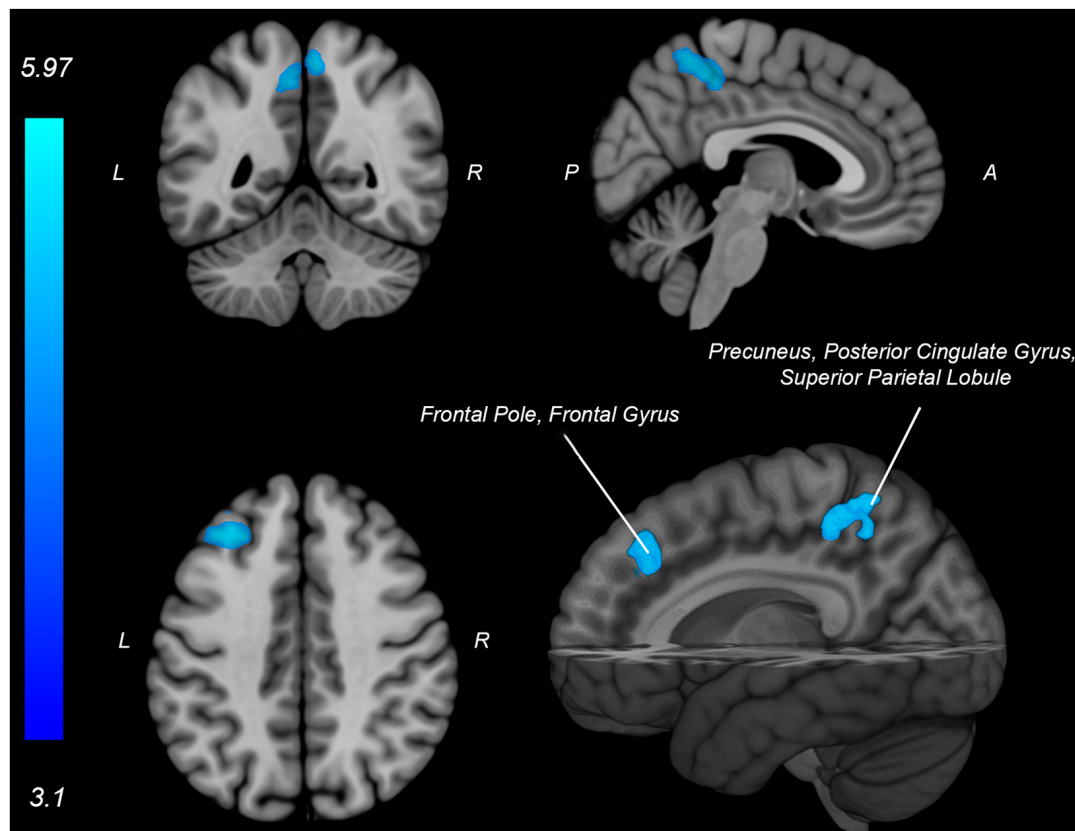 5.97
L
R
P
A
Precuneus, Posterior Cingulate Gyrus,
Superior Parietal Lobule
Frontal Pole, Frontal Gyrus
L
R
3.1